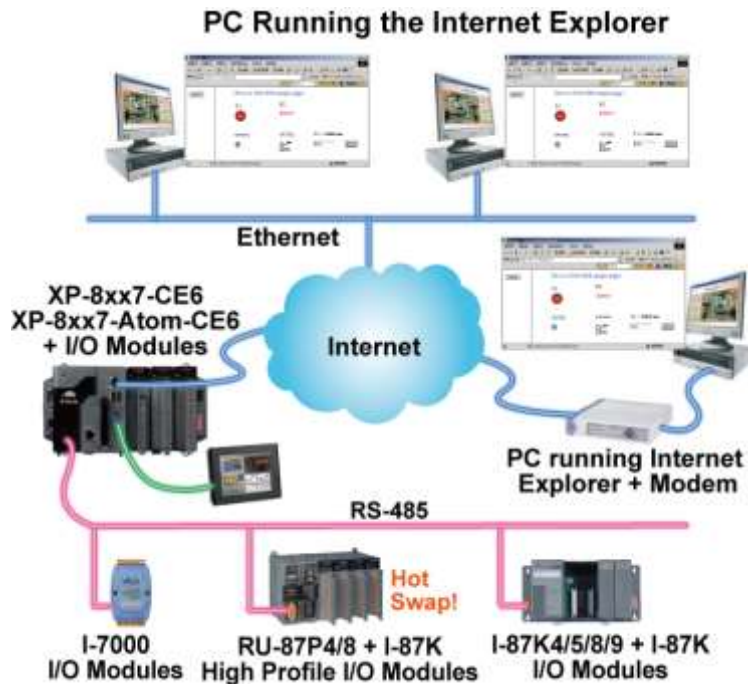 PC Running the Internet Explorer
Ethernet
XP-8xx7-CE6
XP-8xx7-Atom-CE6
+ I/O Modules
Internet
PC running Internet
Explorer + Modem
RS-485
Hot
Swap!
I-7000
I/O Modules
RU-87P4/8 + I-87K
High Profile I/O Modules
I-87K4/5/8/9 + I-87K
I/O Modules